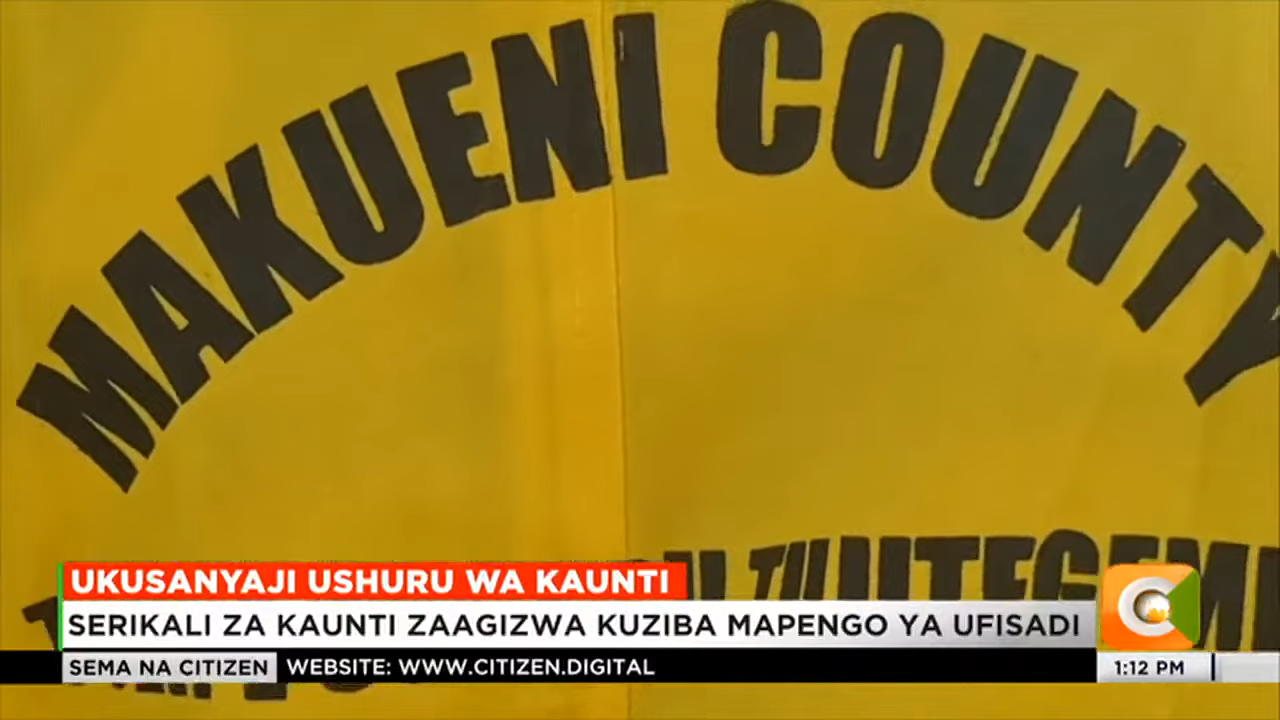 MAKUENI COUNTY
UKUSANYAJI USHURU WA KAUNTI
SERIKALI ZA KAUNTI ZAAGIZWA KUZIBA MAPENGO YA UFISADI
SEMA NA CITIZEN WEBSITE: WWW.CITIZEN.DIGITAL 1:12 PM